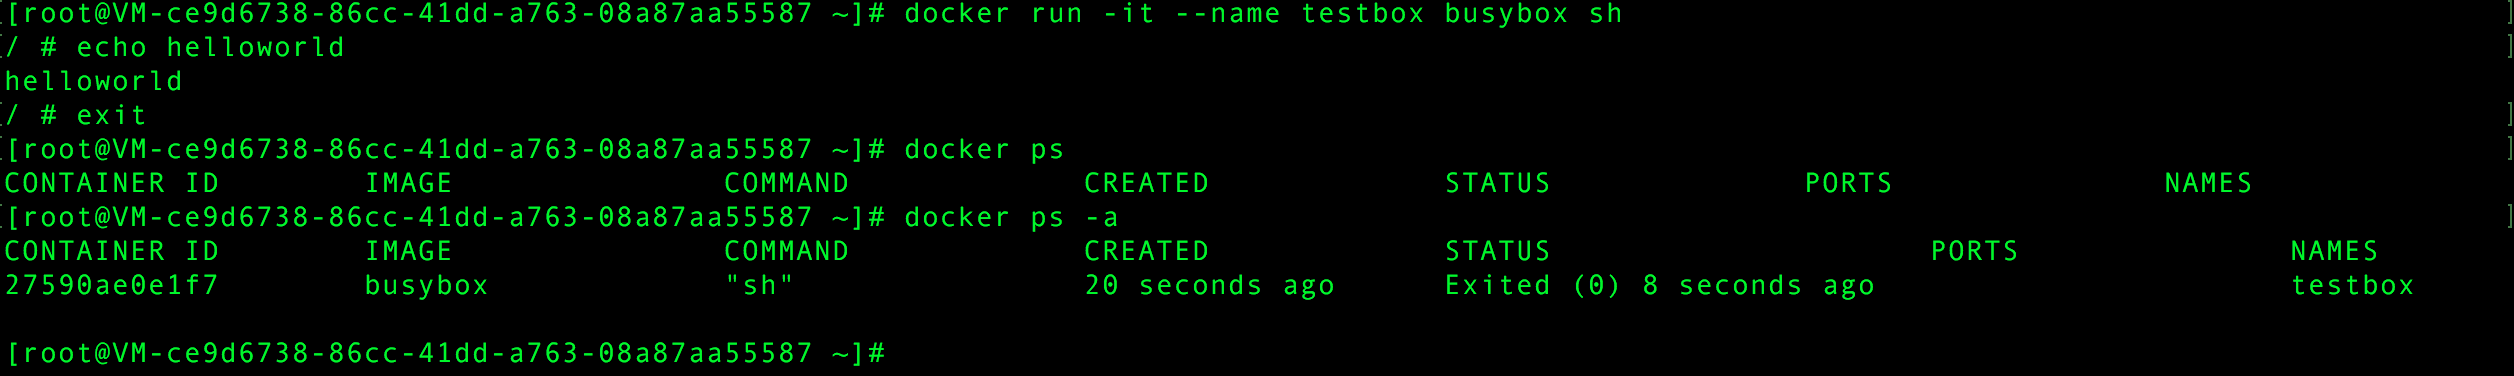 [root@VM-ce9d6738-86cc-41dd-a763-08a87aa55587 ~]# docker run -it --name testbox busybox sh
/ # echo helloworld
helloworld
/ # exit
[root@VM-ce9d6738-86cc-41dd-a763-08a87aa55587 ~]# docker ps
CONTAINER ID        IMAGE               COMMAND             CREATED             STATUS              PORTS               NAMES
[root@VM-ce9d6738-86cc-41dd-a763-08a87aa55587 ~]# docker ps -a
CONTAINER ID        IMAGE               COMMAND             CREATED             STATUS                     PORTS               NAMES
27590ae0e1f7        busybox             "sh"                20 seconds ago      Exited (0) 8 seconds ago                       testbox
[root@VM-ce9d6738-86cc-41dd-a763-08a87aa55587 ~]#